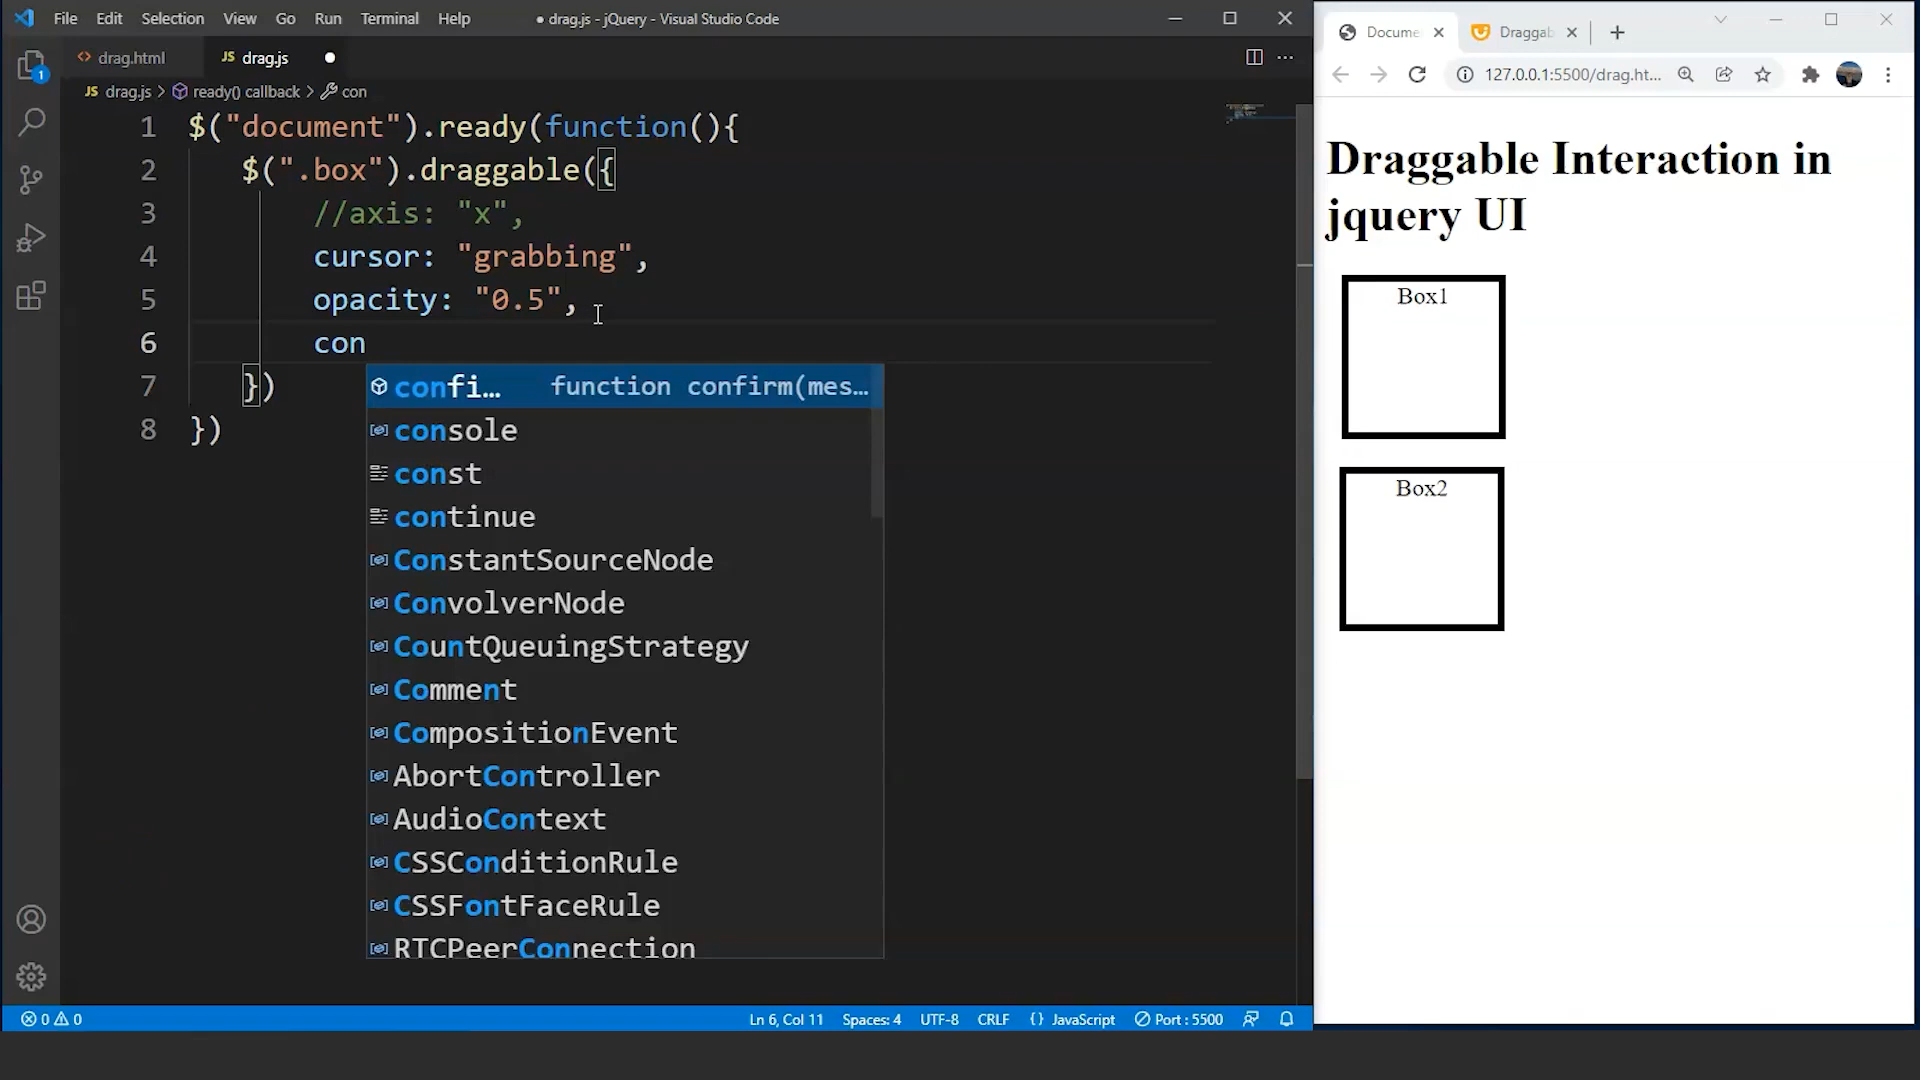 File Edit Selection View Go Run Terminal Help ● drag.js - jQuery - Visual Studio Code
drag.html JS drag.js ●
1
JS drag.js > ready() callback > con
1 $("document").ready(function(){
2 $(".box").draggable({
3 //axis: "x",
4 cursor: "grabbing",
5 opacity: "0.5",
6 con
7 })
8 })
confi… function confirm(mes…
console
const
continue
ConstantSourceNode
ConvolverNode
CountQueuingStrategy
Comment
CompositionEvent
AbortController
AudioContext
CSSConditionRule
CSSFontFaceRule
RTCPeerConnection
0 0 Ln 6, Col 11 Spaces: 4 UTF-8 CRLF {} JavaScript Port : 5500
Docume Draggab
127.0.0.1:5500/drag.ht...
Draggable Interaction in
jquery UI
Box1
Box2